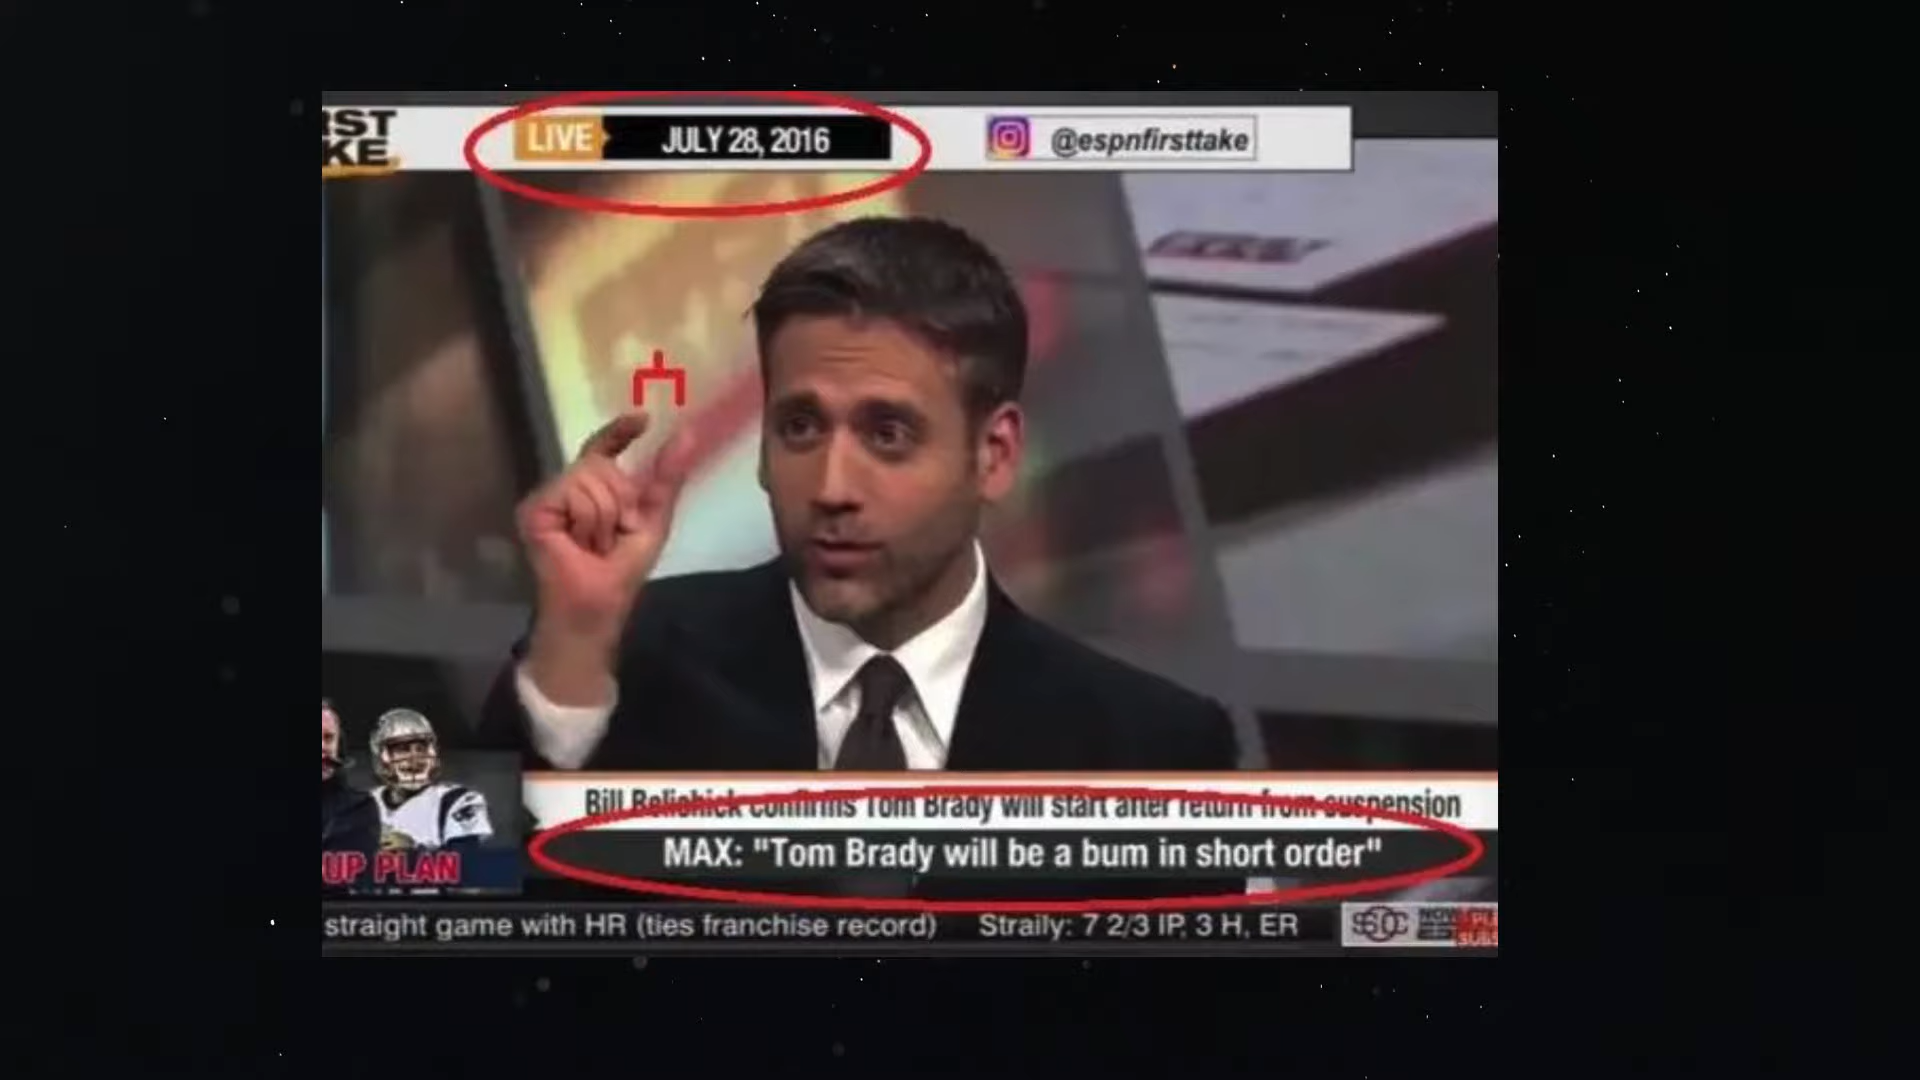 RST
KE
LIVE JULY 28, 2016
@espnfirsttake
Bill Belichick confirms Tom Brady will start after return from suspension
MAX: "Tom Brady will be a bum in short order"
UP PLAN
straight game with HR (ties franchise record) Straily: 7 2/3 IP, 3 H, ER